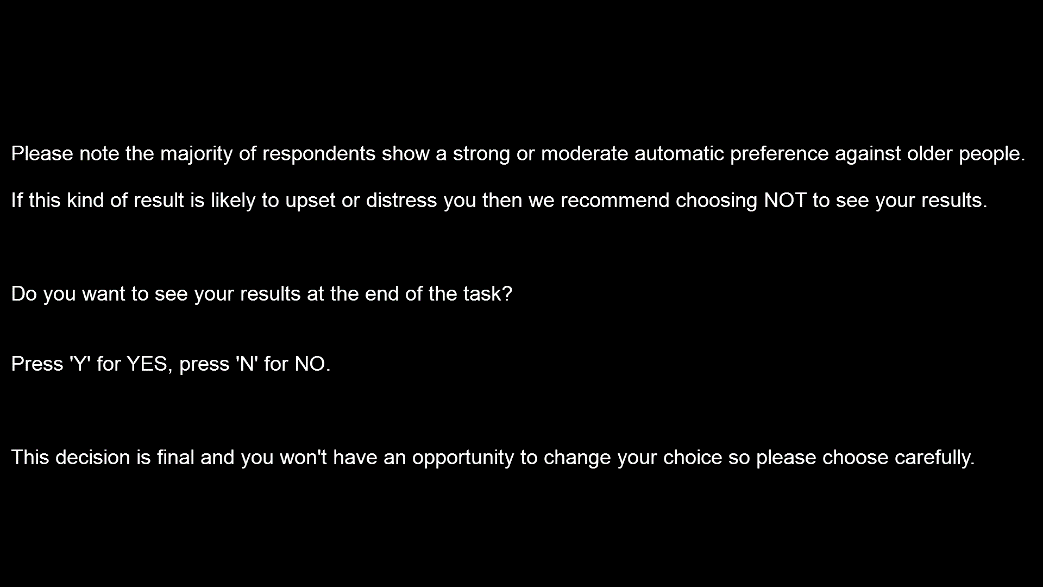 Please note the majority of respondents show a strong or moderate automatic preference against older people.
If this kind of result is likely to upset or distress you then we recommend choosing NOT to see your results.
Do you want to see your results at the end of the task?
Press 'Y' for YES, press 'N' for NO.
This decision is final and you won't have an opportunity to change your choice so please choose carefully.